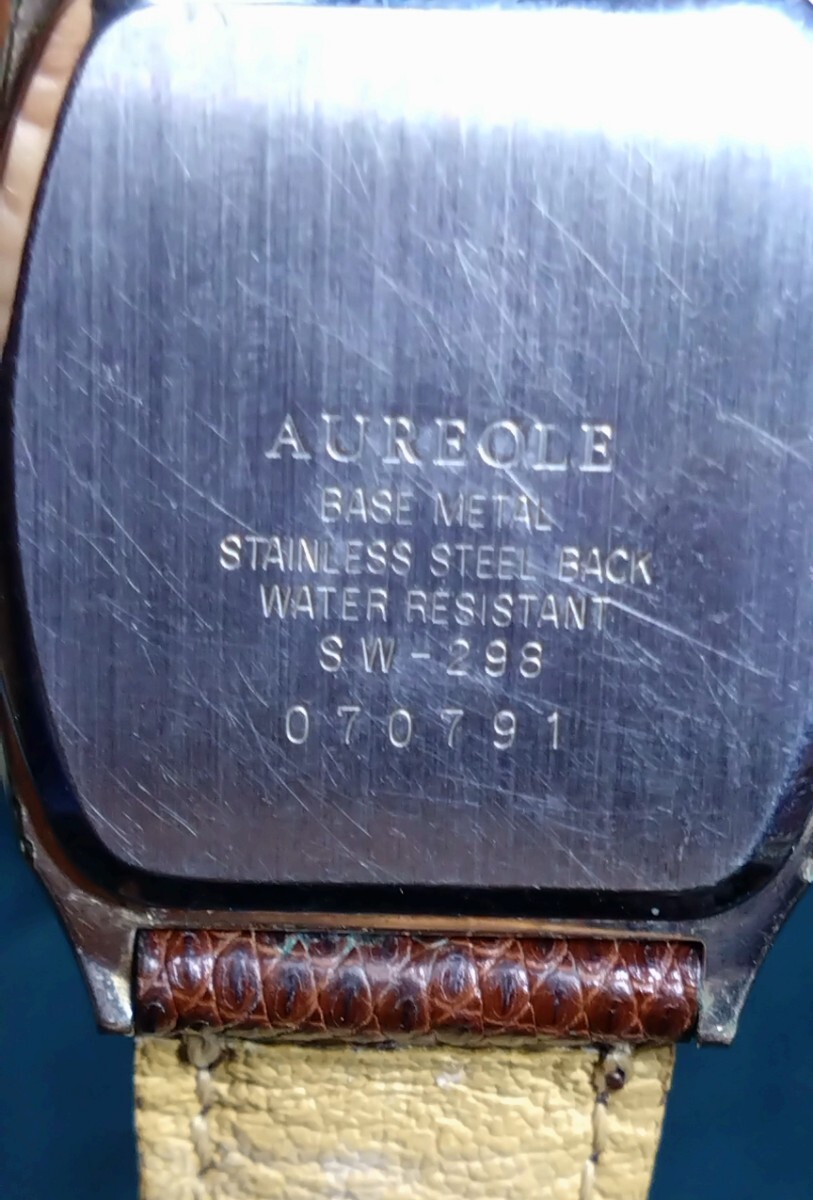 AUREOLE
BASE METAL
STAINLESS STEEL BACK
WATER RESISTANT
SW-298
070791